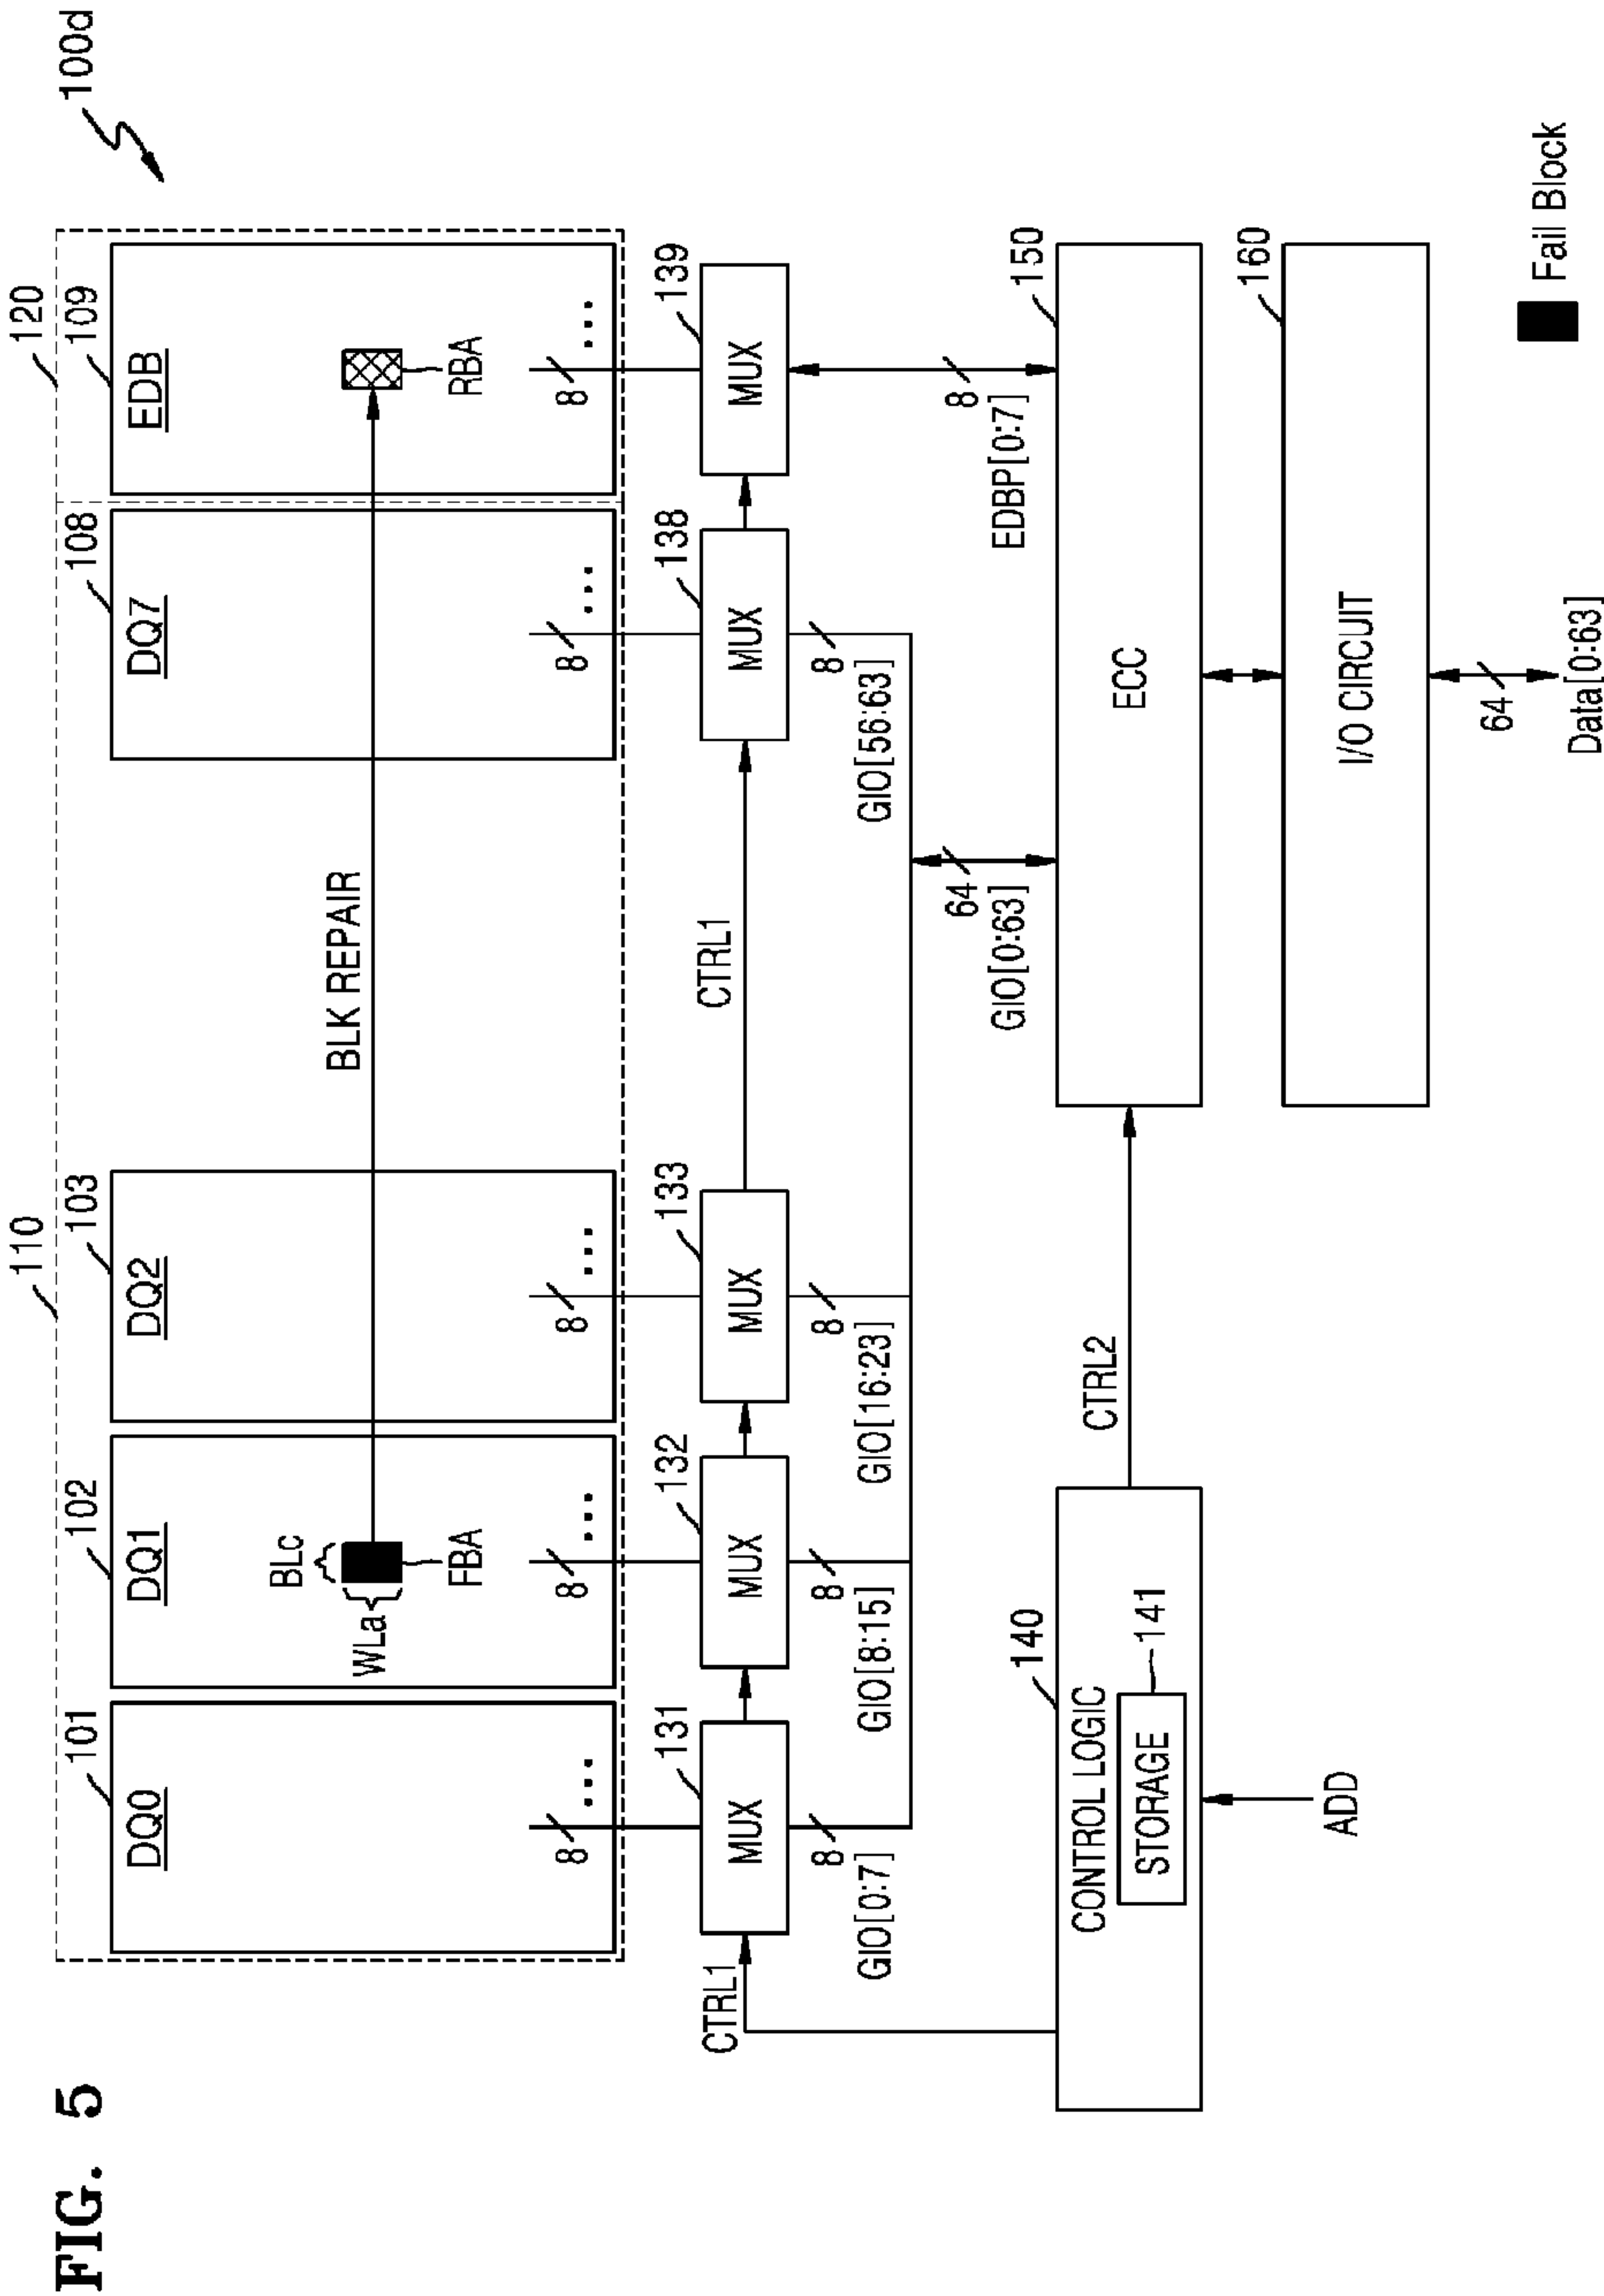 FIG. 5
100d
110
120
101
102
103
108
109
DQ0
DQ1
DQ2
DQ7
EDB
BLc
WLa
FBA
BLK REPAIR
RBA
8
...
8
...
8
...
8
...
8
...
131
132
133
138
139
CTRL1
MUX
MUX
MUX
CTRL1
MUX
MUX
8
8
8
8
GIO[0:7]
GIO[8:15]
GIO[16:23]
GIO[56:63]
64
GIO[0:63]
8
EDBP[0:7]
140
CONTROL LOGIC
STORAGE
141
ADD
CTRL2
150
ECC
160
I/O CIRCUIT
64
Data[0:63]
Fail Block